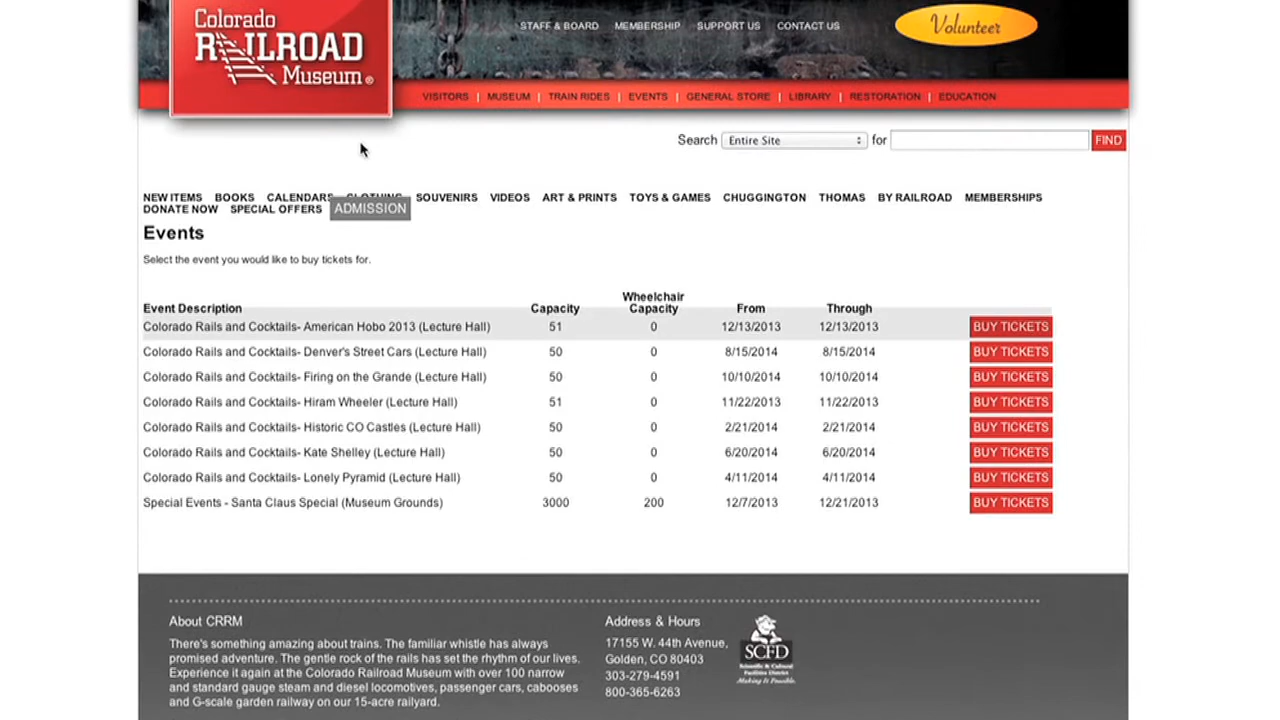 Colorado
RAILROAD
Museum®
STAFF & BOARD MEMBERSHIP SUPPORT US CONTACT US
Volunteer
VISITORS | MUSEUM | TRAIN RIDES | EVENTS | GENERAL STORE | LIBRARY | RESTORATION | EDUCATION
Search Entire Site for FIND
NEW ITEMS BOOKS CALENDARS CLOTHING SOUVENIRS VIDEOS ART & PRINTS TOYS & GAMES CHUGGINGTON THOMAS BY RAILROAD MEMBERSHIPS
DONATE NOW SPECIAL OFFERS ADMISSION
Events
Select the event you would like to buy tickets for.
Event Description Capacity Wheelchair Capacity From Through
Colorado Rails and Cocktails- American Hobo 2013 (Lecture Hall) 51 0 12/13/2013 12/13/2013 BUY TICKETS
Colorado Rails and Cocktails- Denver's Street Cars (Lecture Hall) 50 0 8/15/2014 8/15/2014 BUY TICKETS
Colorado Rails and Cocktails- Firing on the Grande (Lecture Hall) 50 0 10/10/2014 10/10/2014 BUY TICKETS
Colorado Rails and Cocktails- Hiram Wheeler (Lecture Hall) 51 0 11/22/2013 11/22/2013 BUY TICKETS
Colorado Rails and Cocktails- Historic CO Castles (Lecture Hall) 50 0 2/21/2014 2/21/2014 BUY TICKETS
Colorado Rails and Cocktails- Kate Shelley (Lecture Hall) 50 0 6/20/2014 6/20/2014 BUY TICKETS
Colorado Rails and Cocktails- Lonely Pyramid (Lecture Hall) 50 0 4/11/2014 4/11/2014 BUY TICKETS
Special Events - Santa Claus Special (Museum Grounds) 3000 200 12/7/2013 12/21/2013 BUY TICKETS
About CRRM
There's something amazing about trains. The familiar whistle has always
promised adventure. The gentle rock of the rails has set the rhythm of our lives.
Experience it again at the Colorado Railroad Museum with over 100 narrow
and standard gauge steam and diesel locomotives, passenger cars, cabooses
and G-scale garden railway on our 15-acre railyard.
Address & Hours
17155 W. 44th Avenue,
Golden, CO 80403
303-279-4591
800-365-6263
SCFD
Scientific & Cultural
Facilities District
Making It Possible.